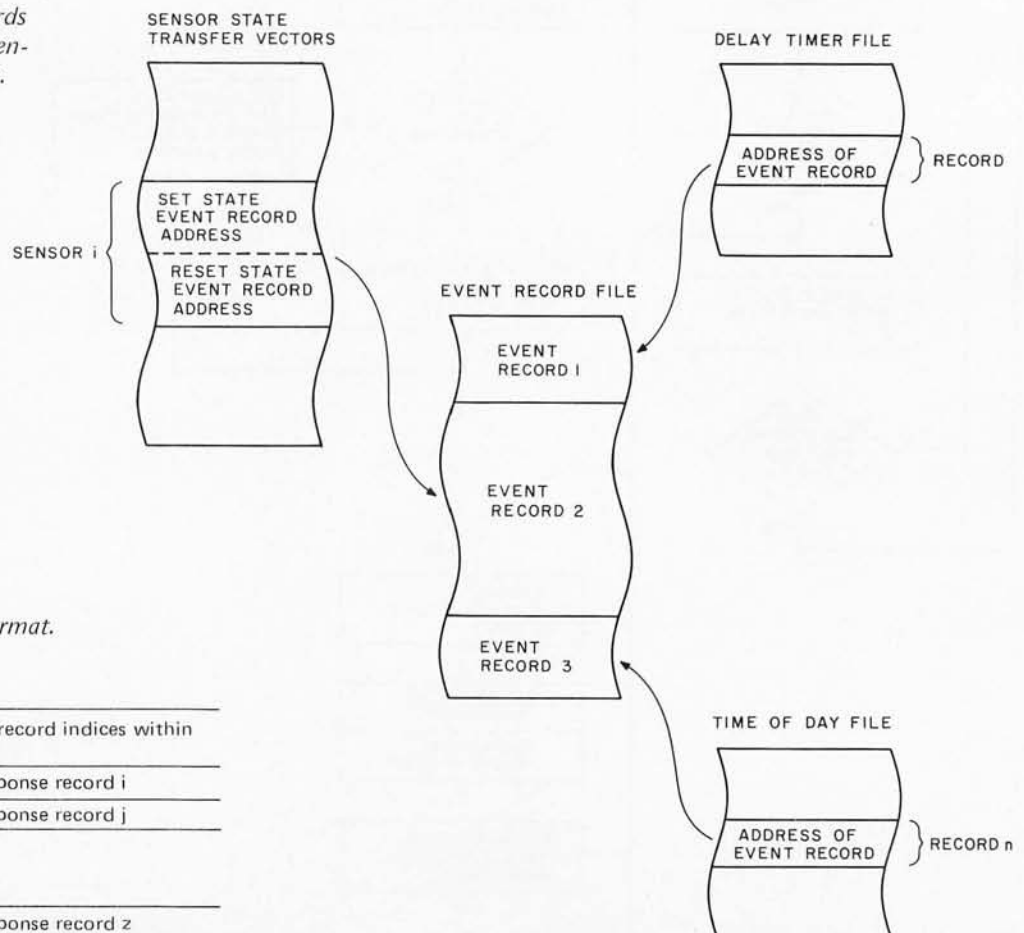 rds
en-
.
SENSOR STATE
TRANSFER VECTORS
SET STATE
EVENT RECORD
ADDRESS
RESET STATE
EVENT RECORD
ADDRESS
SENSOR i
DELAY TIMER FILE
ADDRESS OF
EVENT RECORD
RECORD
EVENT RECORD FILE
EVENT
RECORD 1
EVENT
RECORD 2
EVENT
RECORD 3
TIME OF DAY FILE
ADDRESS OF
EVENT RECORD
RECORD n
rmat.
record indices within
ponse record i
ponse record j
ponse record z